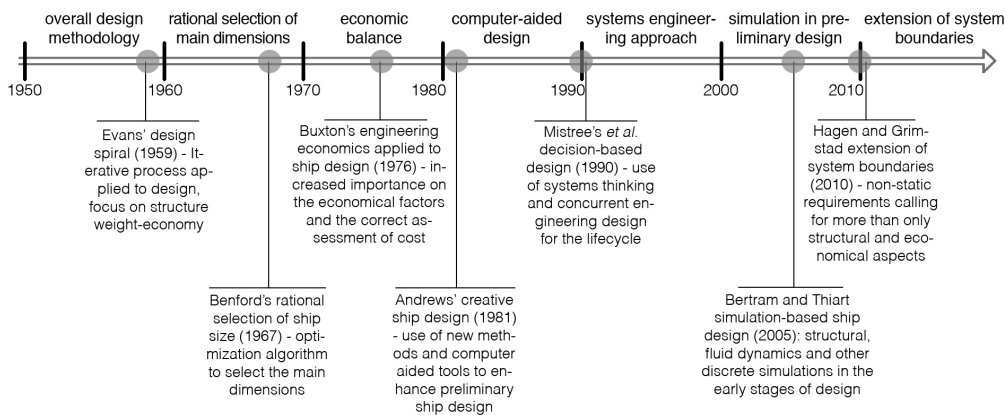 overall design
methodology
rational selection of
main dimensions
economic
balance
computer-aided
design
systems engineer-
ing approach
simulation in pre-
liminary design
extension of system
boundaries
1950
1960
1970
1980
1990
2000
2010
Evans’ design
spiral (1959) - It-
erative process ap-
plied to design,
focus on structure
weight-economy
Buxton’s engineering
economics applied to
ship design (1976) - in-
creased importance on
the economical factors
and the correct as-
sessment of cost
Mistree’s et al.
decision-based
design (1990) - use
of systems thinking
and concurrent en-
gineering design
for the lifecycle
Hagen and Grim-
stad extension of
system boundaries
(2010) - non-static
requirements calling
for more than only
structural and eco-
nomical aspects
Benford’s rational
selection of ship
size (1967) - opti-
mization algorithm
to select the main
dimensions
Andrews’ creative
ship design (1981)
- use of new meth-
ods and computer
aided tools to en-
hance preliminary
ship design
Bertram and Thiart
simulation-based ship
design (2005): structural,
fluid dynamics and other
discrete simulations in the
early stages of design